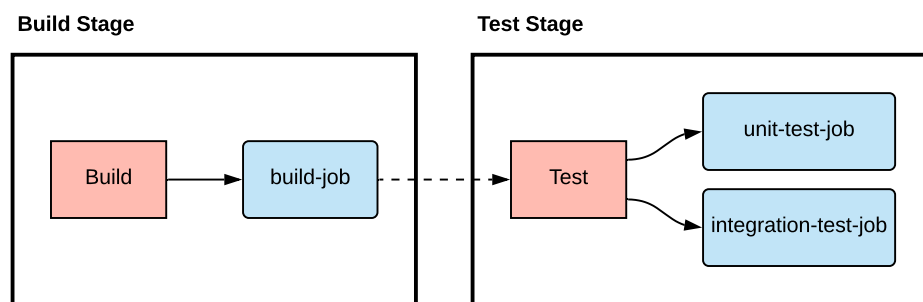 Build Stage
Test Stage
Build
build-job
Test
unit-test-job
integration-test-job